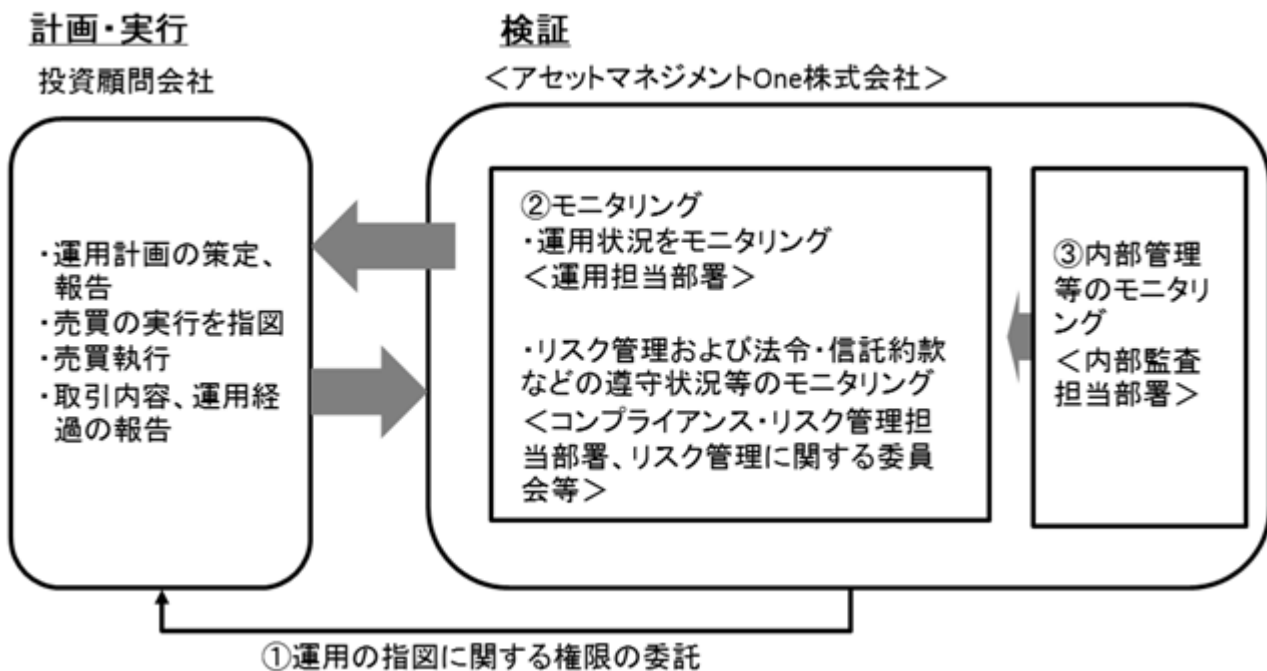 計画・実行
投資顧問会社
・運用計画の策定、
報告
・売買の実行を指図
・売買執行
・取引内容、運用経
過の報告
検証
＜アセットマネジメントOne株式会社＞
②モニタリング
・運用状況をモニタリング
＜運用担当部署＞
・リスク管理および法令・信託約款
などの遵守状況等のモニタリング
＜コンプライアンス・リスク管理担
当部署、リスク管理に関する委員
会等＞
③内部管理
等のモニタリ
ング
＜内部監査
担当部署＞
①運用の指図に関する権限の委託